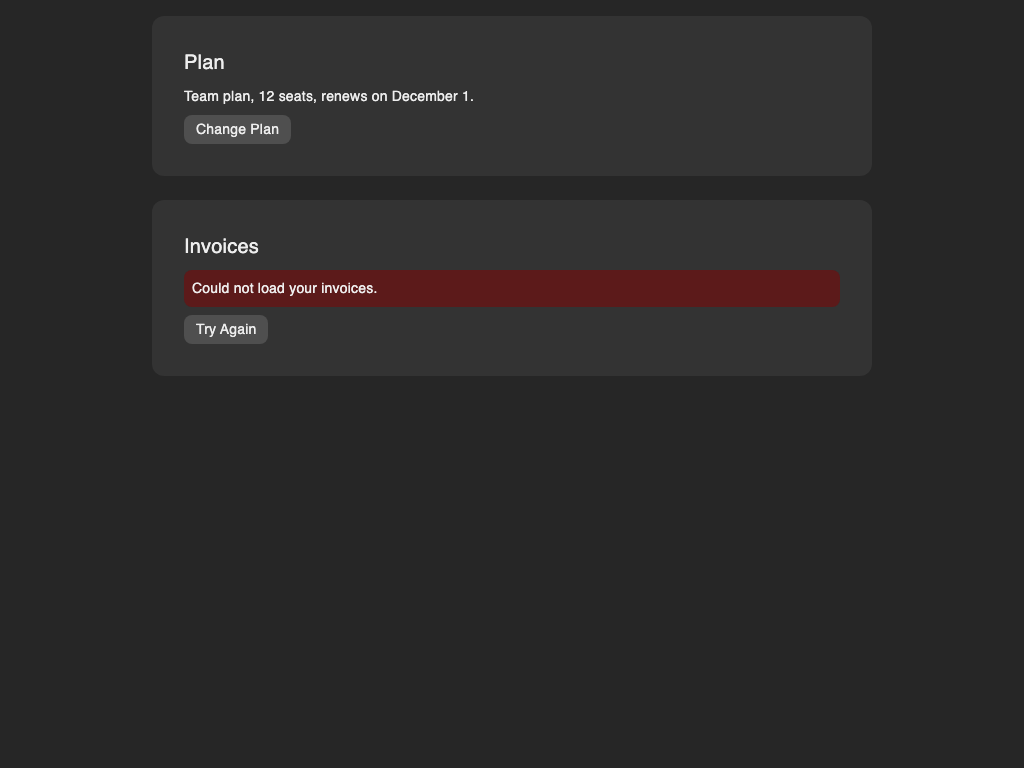 Plan
Team plan, 12 seats, renews on December 1.
Change Plan
Invoices
Could not load your invoices.
Try Again